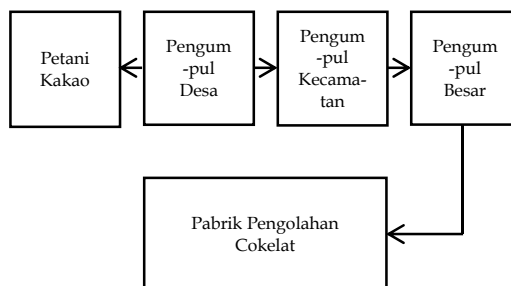 Petani
Kakao
Pengum
-pul
Desa
Pengum
-pul
Kecama-
tan
Pengum
-pul
Besar
Pabrik Pengolahan
Cokelat